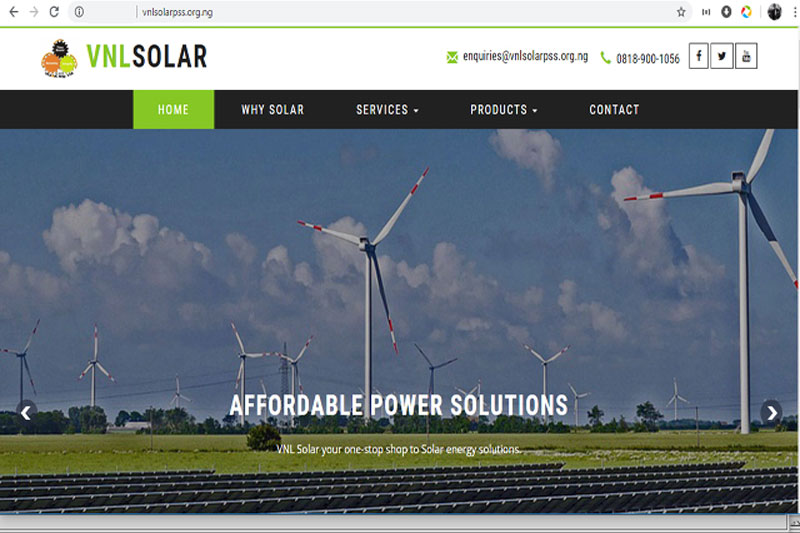 vnlsolarpss.org.ng
VNLSOLAR
enquiries@vnlsolarpss.org.ng
0818-900-1056
HOME
WHY SOLAR
SERVICES
PRODUCTS
CONTACT
AFFORDABLE POWER SOLUTIONS
VNL Solar your one-stop shop to Solar energy solutions.